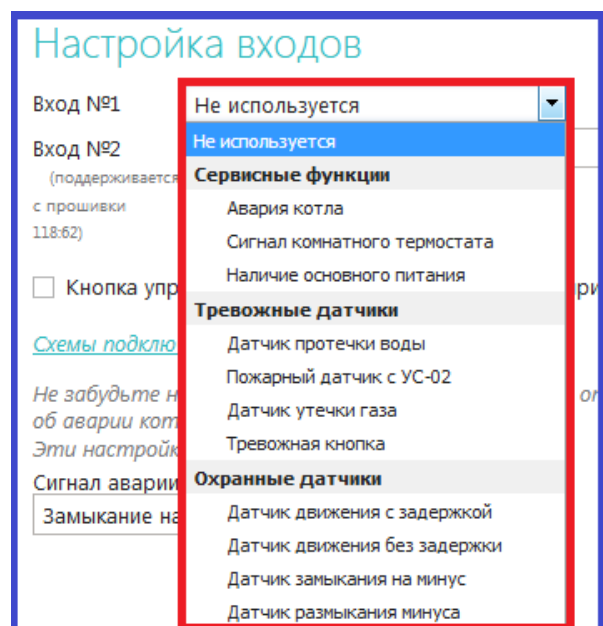 Настройка входов
Вход №1
Не используется
Вход №2
(поддерживается
с прошивки
118:62)
Не используется
Сервисные функции
Авария котла
Сигнал комнатного термостата
Наличие основного питания
Тревожные датчики
Датчик протечки воды
Пожарный датчик с УС-02
Датчик утечки газа
Тревожная кнопка
Охранные датчики
Датчик движения с задержкой
Датчик движения без задержки
Датчик замыкания на минус
Датчик размыкания минуса
Кнопка упр
Схемы подклю
Не забудьте н
об аварии кот
Эти настройк
Сигнал аварии
Замыкание на